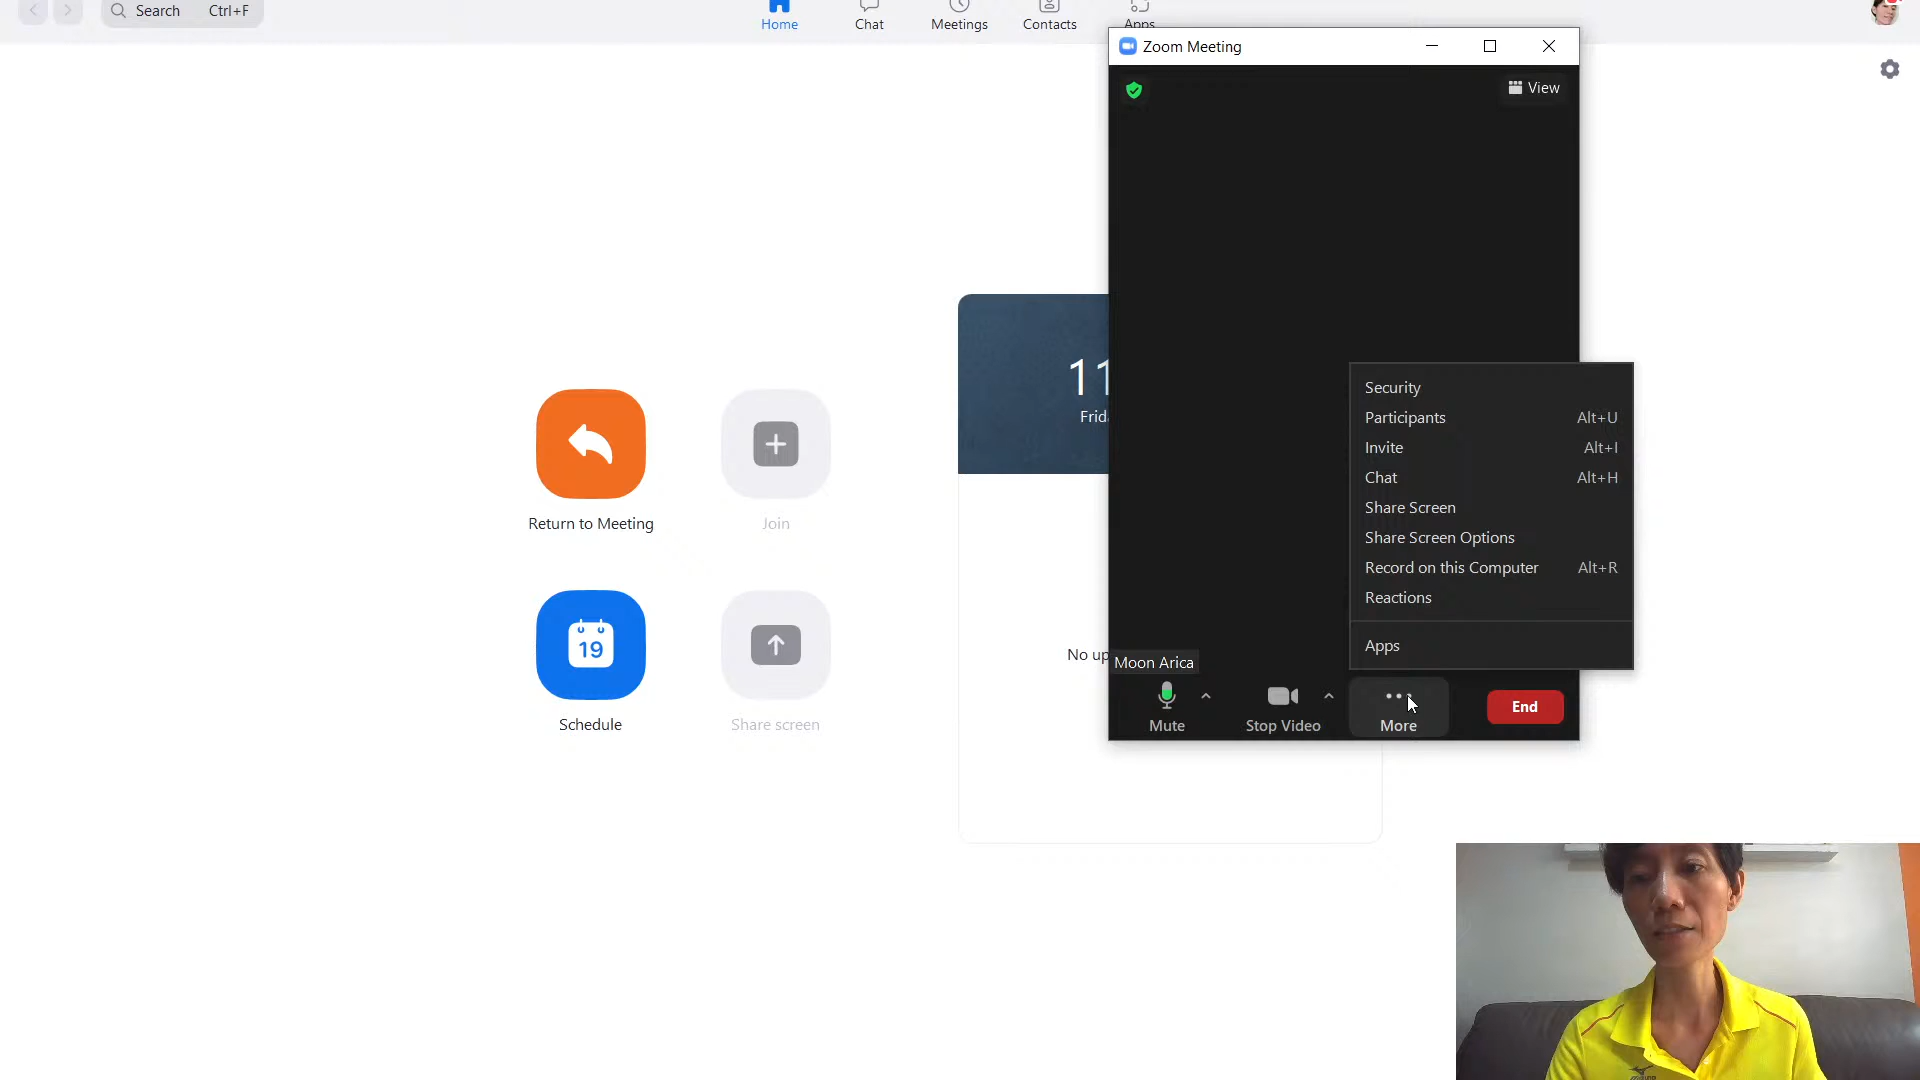 Search Ctrl+F
Home
Chat
Meetings
Contacts
Apps
Zoom Meeting
View
11
Frid
No up
Return to Meeting
Join
19
Schedule
Share screen
Security
Participants Alt+U
Invite Alt+I
Chat Alt+H
Share Screen
Share Screen Options
Record on this Computer Alt+R
Reactions
Apps
Moon Arica
Mute
Stop Video
More
End